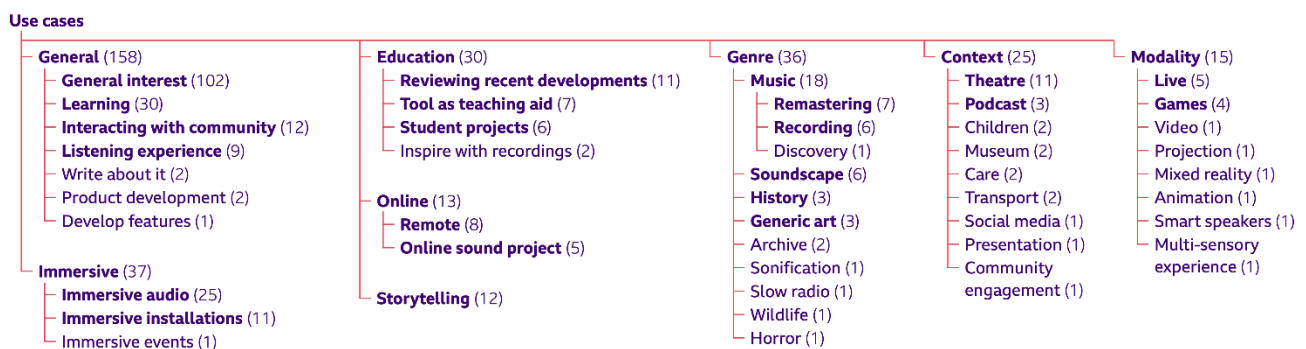 Use cases
General (158)
General interest (102)
Learning (30)
Interacting with community (12)
Listening experience (9)
Write about it (2)
Product development (2)
Develop features (1)
Immersive (37)
Immersive audio (25)
Immersive installations (11)
Immersive events (1)
Education (30)
Reviewing recent developments (11)
Tool as teaching aid (7)
Student projects (6)
Inspire with recordings (2)
Online (13)
Remote (8)
Online sound project (5)
Storytelling (12)
Genre (36)
Music (18)
Remastering (7)
Recording (6)
Discovery (1)
Soundscape (6)
History (3)
Generic art (3)
Archive (2)
Sonification (1)
Slow radio (1)
Wildlife (1)
Horror (1)
Context (25)
Theatre (11)
Podcast (3)
Children (2)
Museum (2)
Care (2)
Transport (2)
Social media (1)
Presentation (1)
Community
engagement (1)
Modality (15)
Live (5)
Games (4)
Video (1)
Projection (1)
Mixed reality (1)
Animation (1)
Smart speakers (1)
Multi-sensory
experience (1)